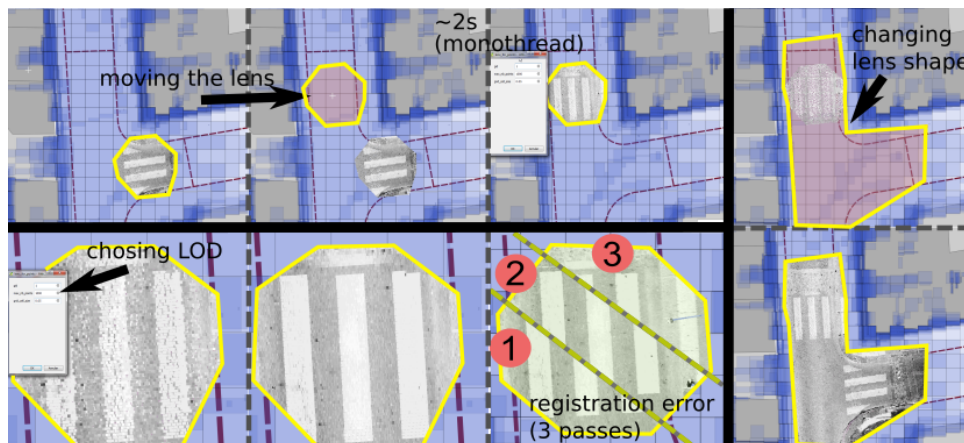 ~2s
(monothread)
moving the lens
changing
lens shape
chosing LOD
3
2
1
registration error
(3 passes)